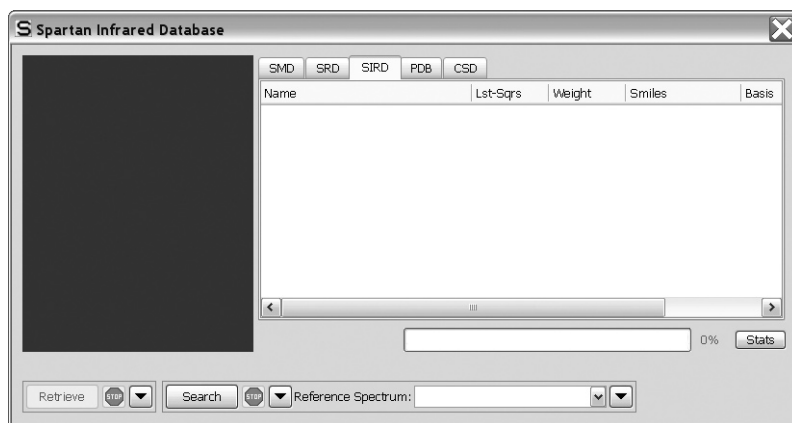 S Spartan Infrared Database
SMD SRD SIRD PDB CSD
Name Lst-Sqrs Weight Smiles Basis
0% Stats
Retrieve STOP Search STOP Reference Spectrum: